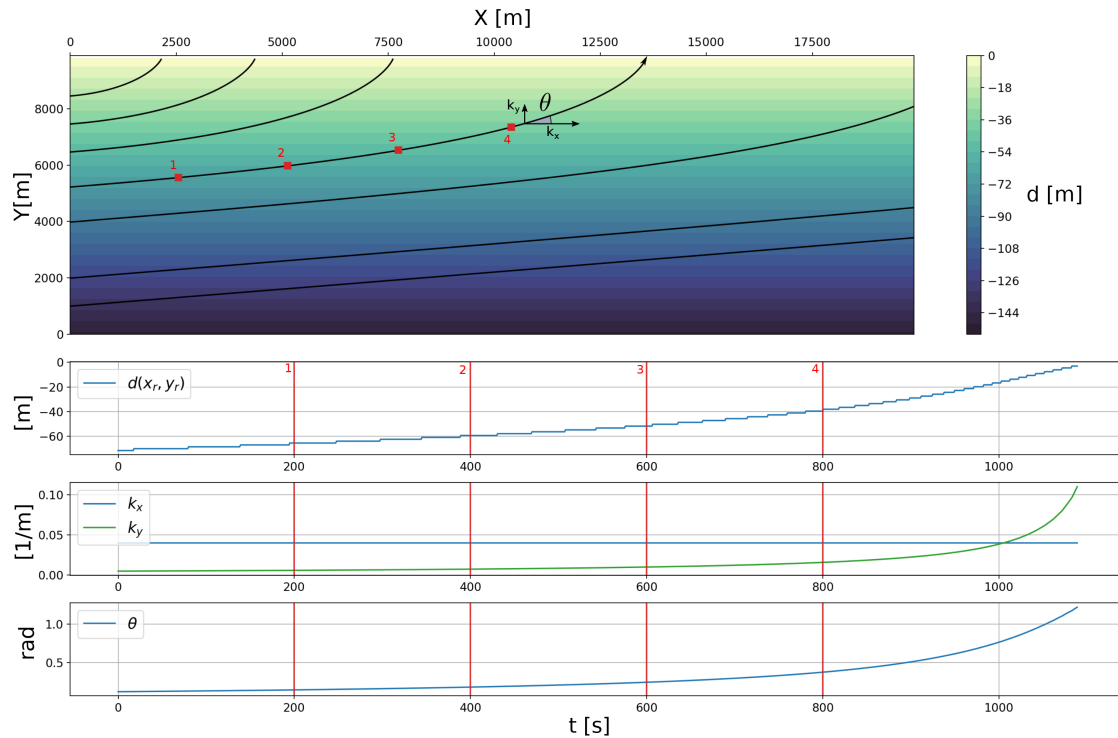 X [m]
0 2500 5000 7500 10000 12500 15000 17500
8000
6000
4000
2000
0
Y[m]
1
2
3
4
k_y
θ
k_x
0
−18
−36
−54
−72
−90
−108
−126
−144
d [m]
0
−20
−40
−60
[m]
d(x_r, y_r)
1 2 3 4
0 200 400 600 800 1000
0.10
0.05
0.00
[1/m]
k_x
k_y
0 200 400 600 800 1000
1.0
0.5
rad
θ
0 200 400 600 800 1000
t [s]